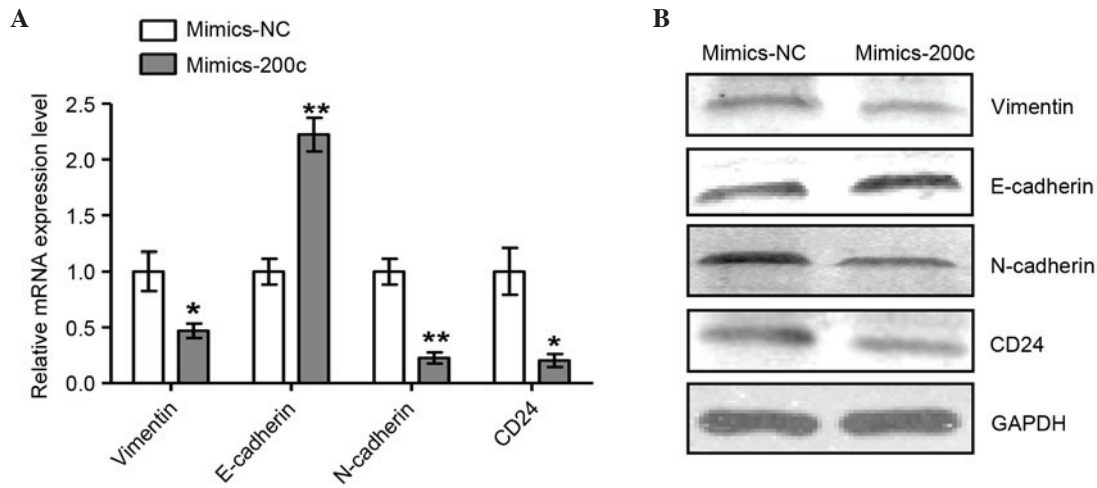 A
Mimics-NC
Mimics-200c
Relative mRNA expression level
2.5
2.0
1.5
1.0
0.5
0.0
*
**
**
*
Vimentin
E-cadherin
N-cadherin
CD24
B
Mimics-NC Mimics-200c
Vimentin
E-cadherin
N-cadherin
CD24
GAPDH